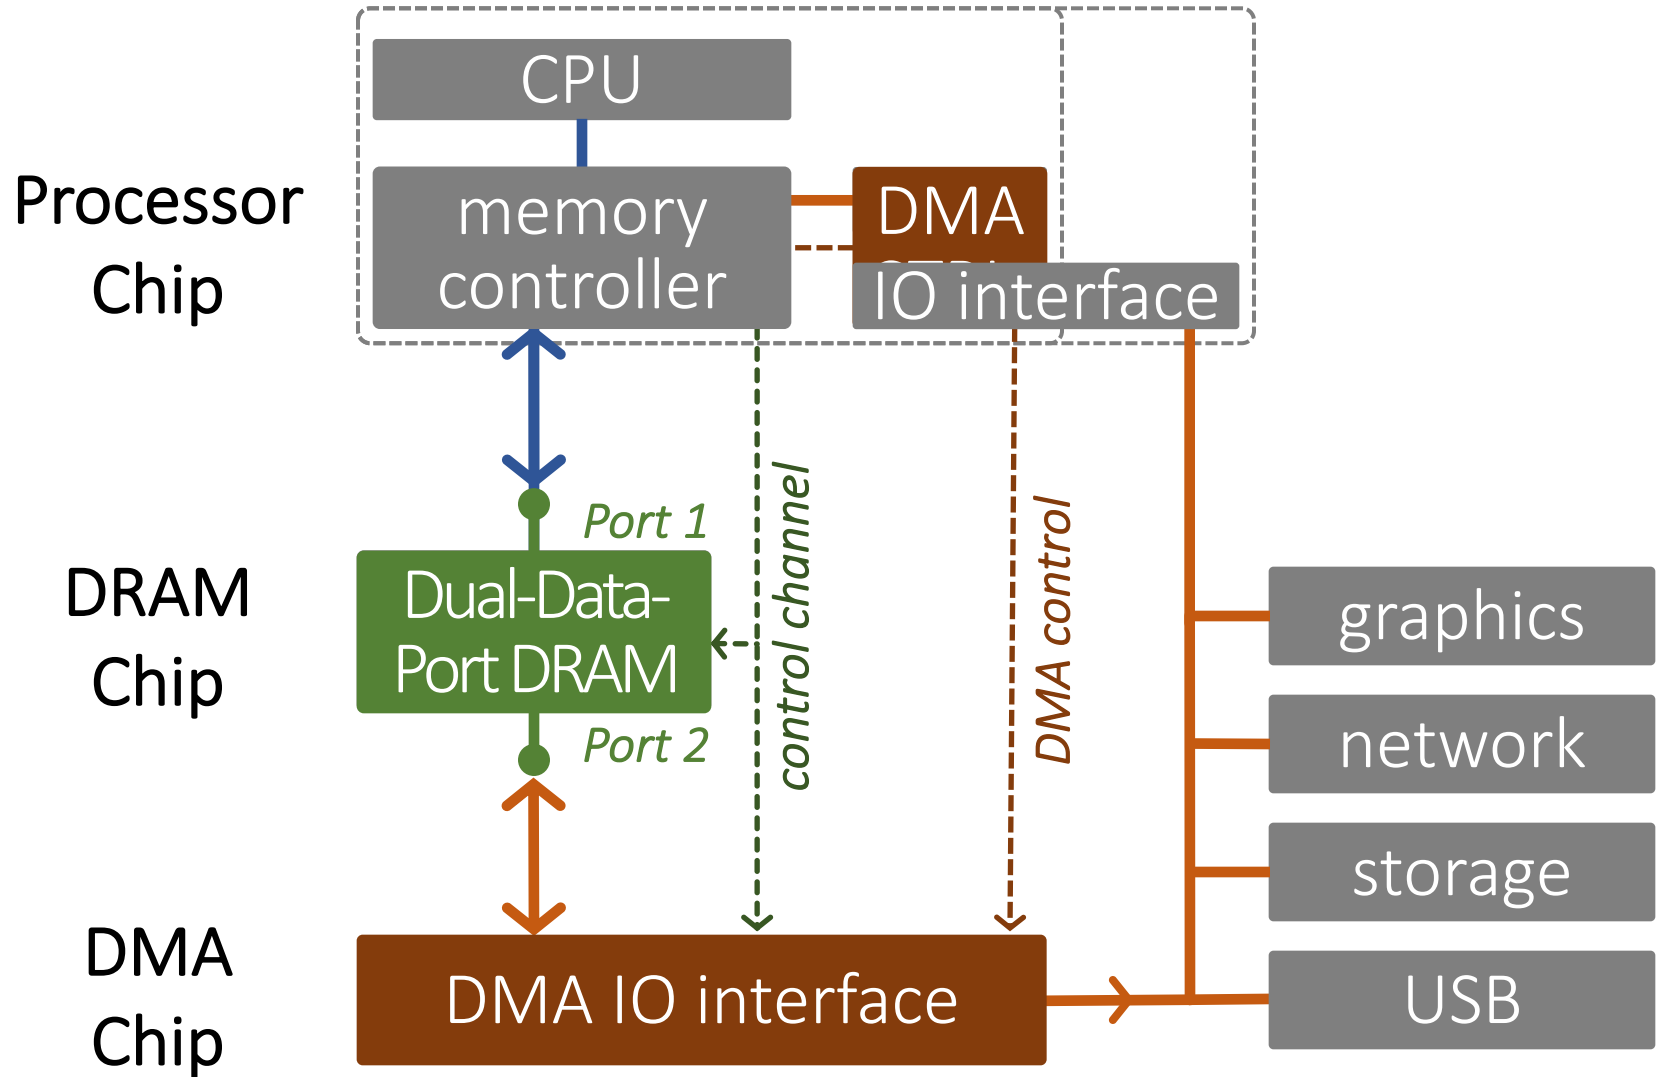 CPU
Processor
Chip
memory
controller
DMA
IO interface
Port 1
control channel
DMA control
DRAM
Chip
Dual-Data-
Port DRAM
Port 2
graphics
network
storage
USB
DMA
Chip
DMA IO interface